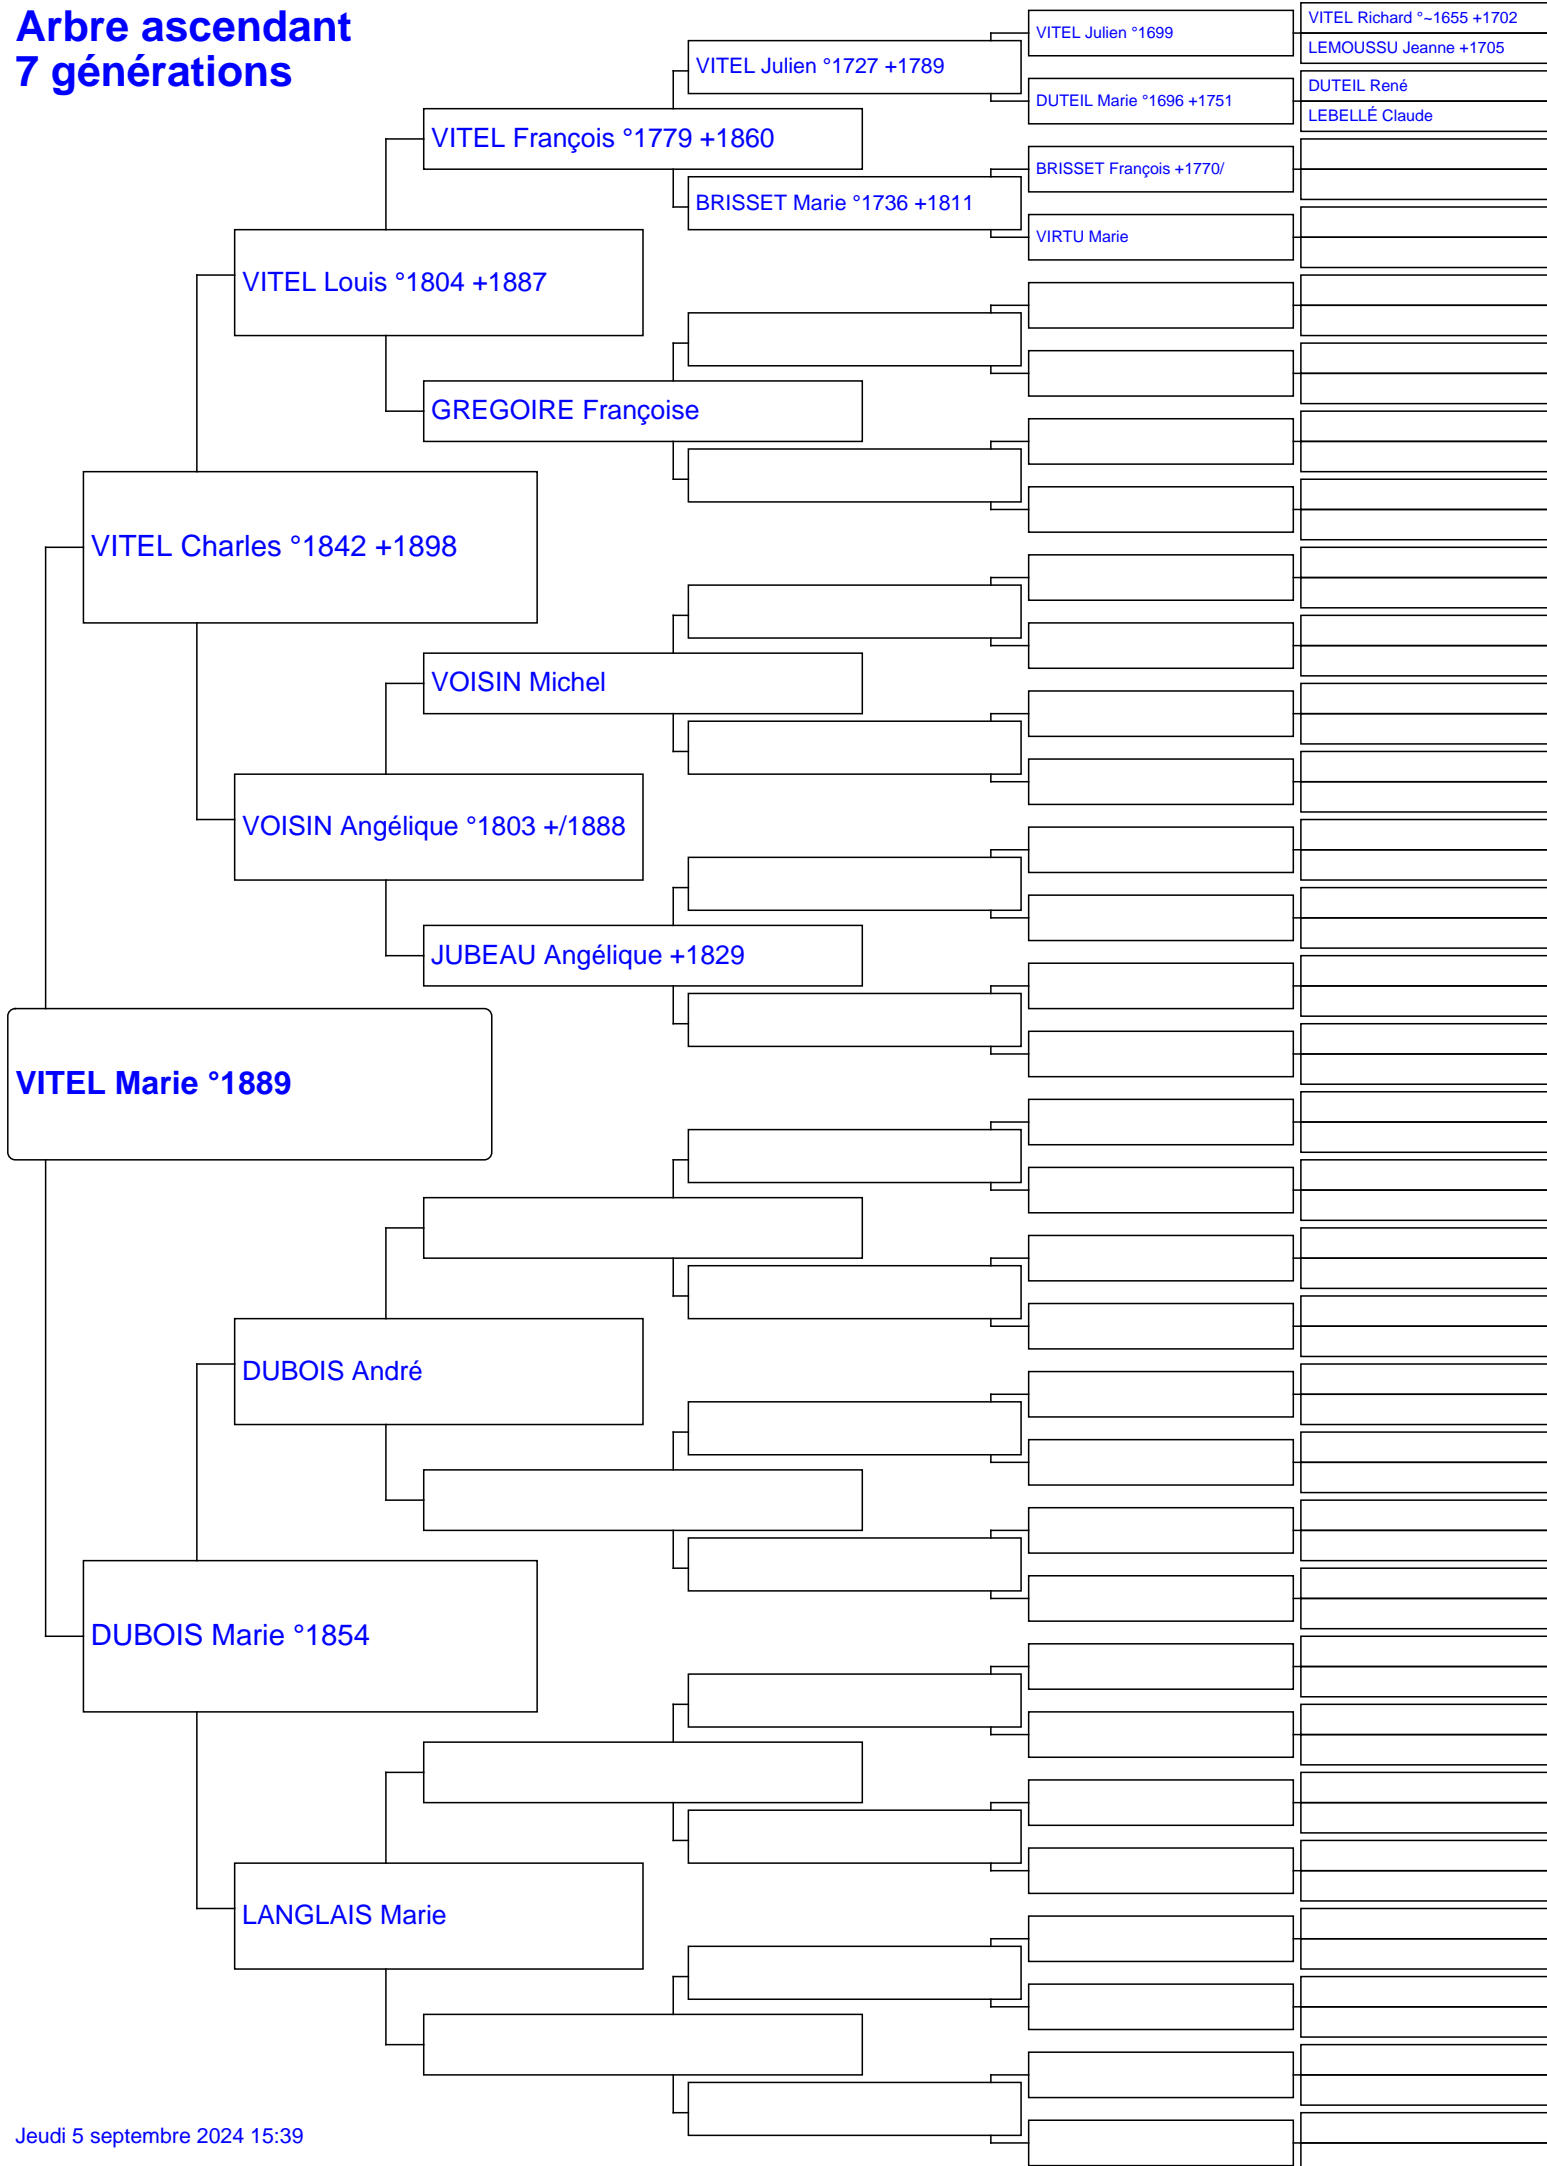 Arbre ascendant
7 générations
VITEL Richard °~1655 +1702
VITEL Julien °1699
LEMOUSSU Jeanne +1705
VITEL Julien °1727 +1789
DUTEIL René
DUTEIL Marie °1696 +1751
LEBELLÉ Claude
VITEL François °1779 +1860
BRISSET François +1770/
BRISSET Marie °1736 +1811
VIRTU Marie
VITEL Louis °1804 +1887
GREGOIRE Françoise
VITEL Charles °1842 +1898
VOISIN Michel
VOISIN Angélique °1803 +/1888
JUBEAU Angélique +1829
VITEL Marie °1889
DUBOIS André
DUBOIS Marie °1854
LANGLAIS Marie
Jeudi 5 septembre 2024 15:39